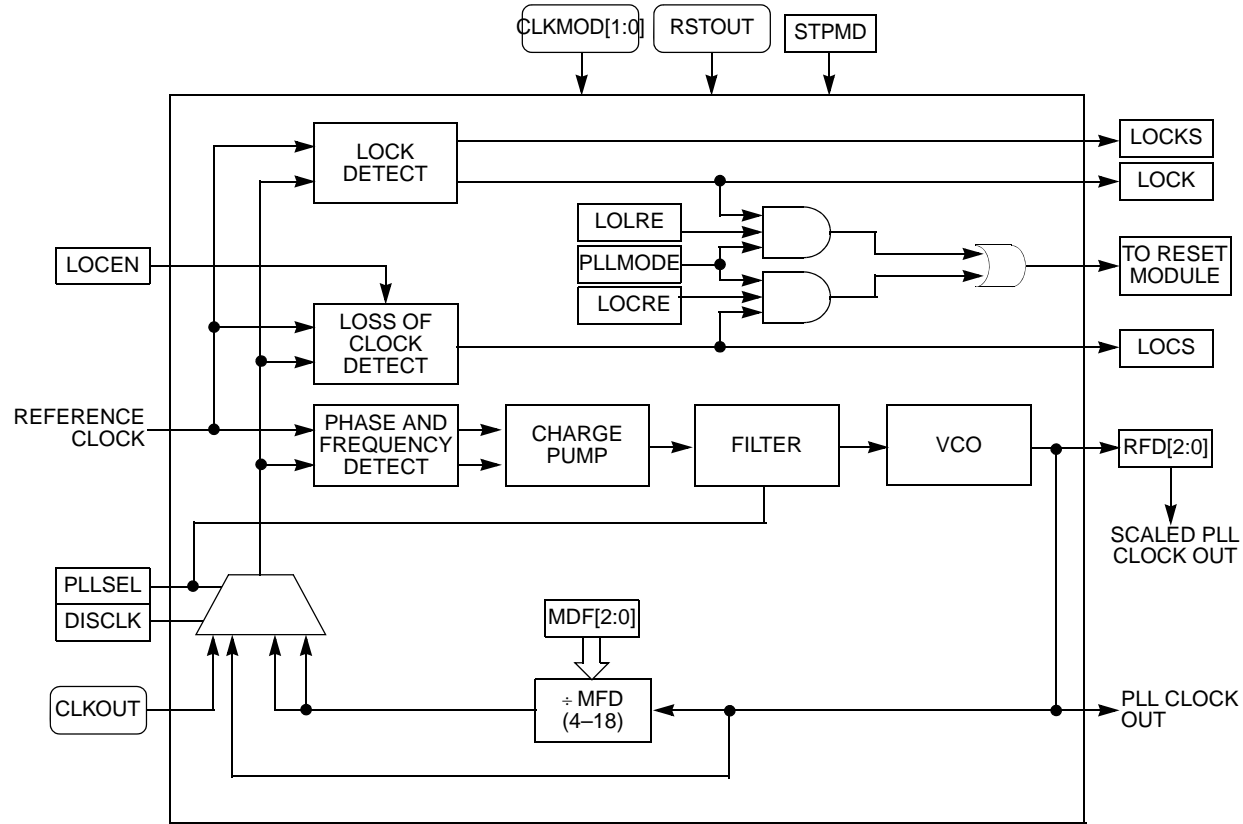 CLKMOD[1:0]
RSTOUT
STPMD
LOCK
DETECT
LOCKS
LOCK
LOLRE
PLLMODE
LOCRE
TO RESET
MODULE
LOCEN
LOSS OF
CLOCK
DETECT
LOCS
REFERENCE
CLOCK
PHASE AND
FREQUENCY
DETECT
CHARGE
PUMP
FILTER
VCO
RFD[2:0]
SCALED PLL
CLOCK OUT
PLLSEL
DISCLK
MDF[2:0]
CLKOUT
÷ MFD
(4–18)
PLL CLOCK
OUT